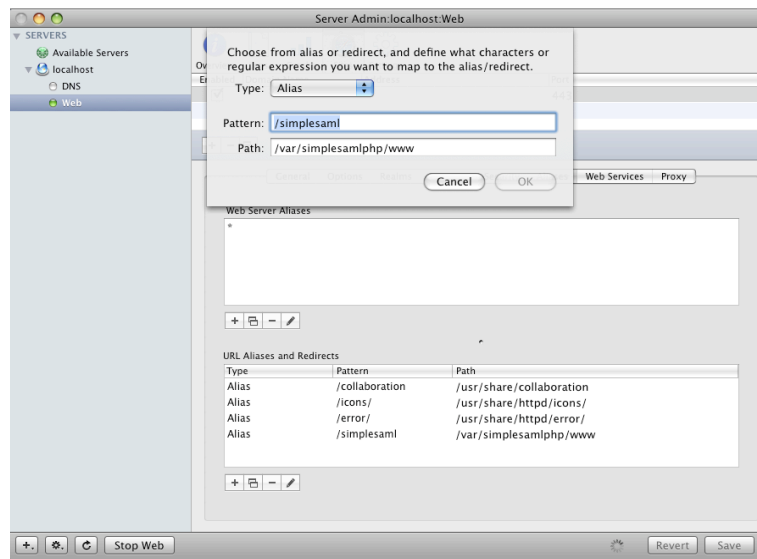 Server Admin:localhost:Web
SERVERS
Available Servers
localhost
DNS
Web
Choose from alias or redirect, and define what characters or
regular expression you want to map to the alias/redirect.
Type: Alias
Pattern: /simplesaml
Path: /var/simplesamlphp/www
Cancel OK
Web Services Proxy
Web Server Aliases
*
URL Aliases and Redirects
Type Pattern Path
Alias /collaboration /usr/share/collaboration
Alias /icons/ /usr/share/httpd/icons/
Alias /error/ /usr/share/httpd/error/
Alias /simplesaml /var/simplesamlphp/www
Stop Web Revert Save